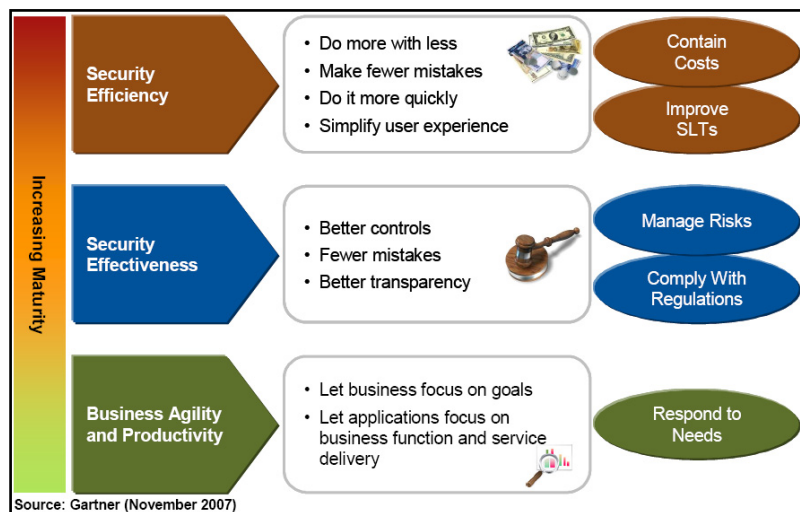 Increasing Maturity
Security
Efficiency
• Do more with less
• Make fewer mistakes
• Do it more quickly
• Simplify user experience
Contain
Costs
Improve
SLTs
Security
Effectiveness
• Better controls
• Fewer mistakes
• Better transparency
Manage Risks
Comply With
Regulations
Business Agility
and Productivity
• Let business focus on goals
• Let applications focus on
business function and service
delivery
Respond to
Needs
Source: Gartner (November 2007)